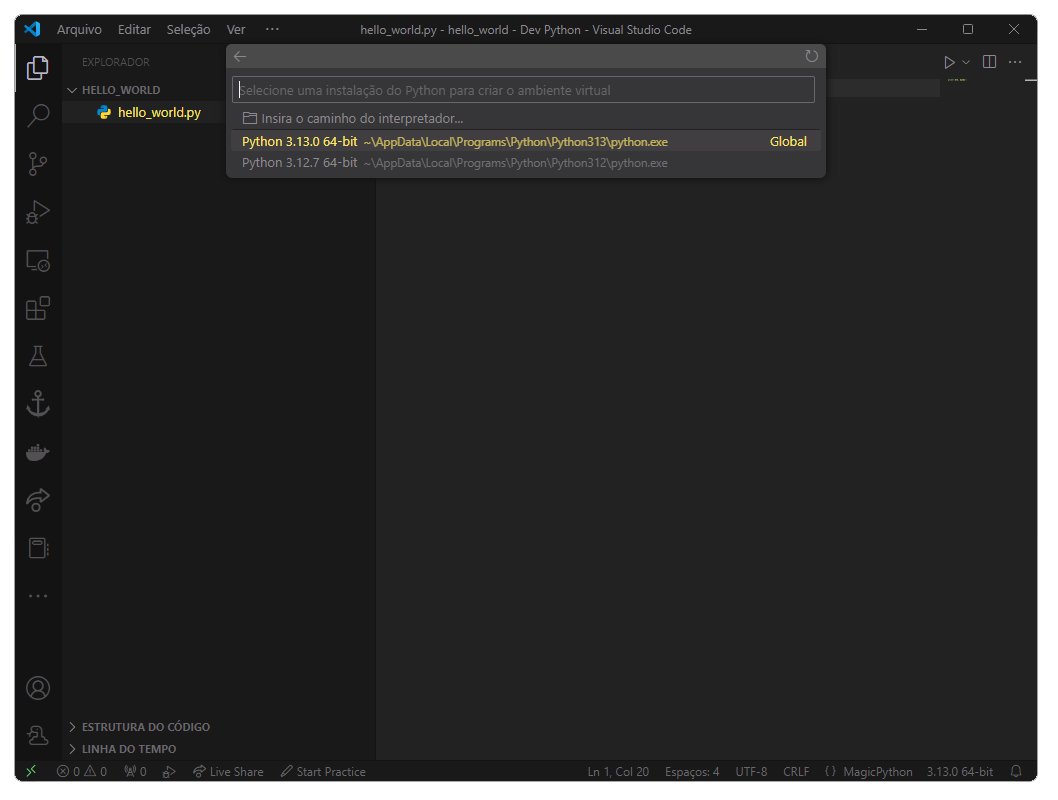 Arquivo Editar Seleção Ver ··· hello_world.py - hello_world - Dev Python - Visual Studio Code
EXPLORADOR
HELLO_WORLD
hello_world.py
Selecione uma instalação do Python para criar o ambiente virtual
Insira o caminho do interpretador...
Python 3.13.0 64-bit ~\AppData\Local\Programs\Python\Python313\python.exe Global
Python 3.12.7 64-bit ~\AppData\Local\Programs\Python\Python312\python.exe
ESTRUTURA DO CÓDIGO
LINHA DO TEMPO
0 0 0 Live Share Start Practice Ln 1, Col 20 Espaços: 4 UTF-8 CRLF {} MagicPython 3.13.0 64-bit